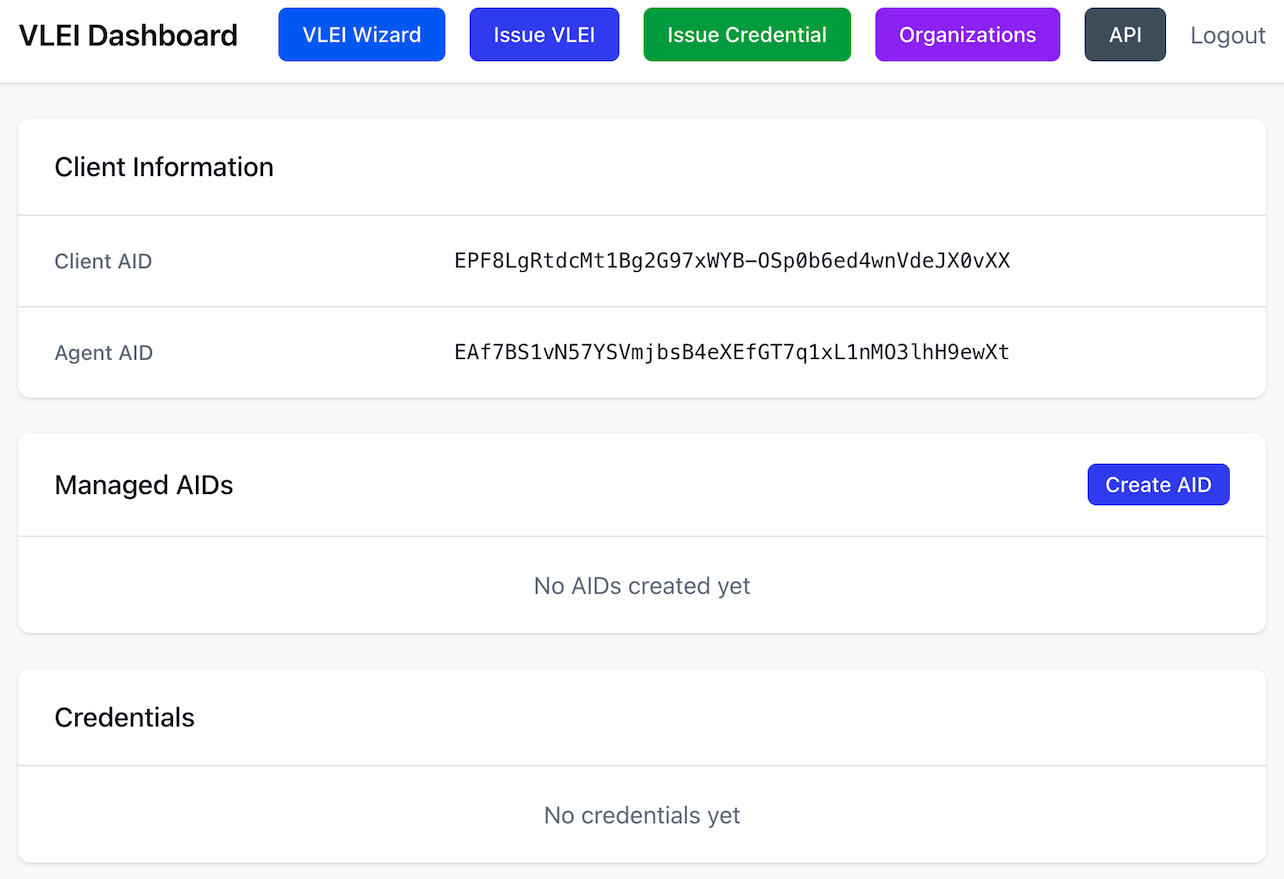 VLEI Dashboard
VLEI Wizard
Issue VLEI
Issue Credential
Organizations
API
Logout
Client Information
Client AID
EPF8LgRtdcMt1Bg2G97xWYB-OSp0b6ed4wnVdeJX0vXX
Agent AID
EAf7BS1vN57YSVmjbsB4eXEfGT7q1xL1nMO3lhH9ewXt
Managed AIDs
Create AID
No AIDs created yet
Credentials
No credentials yet